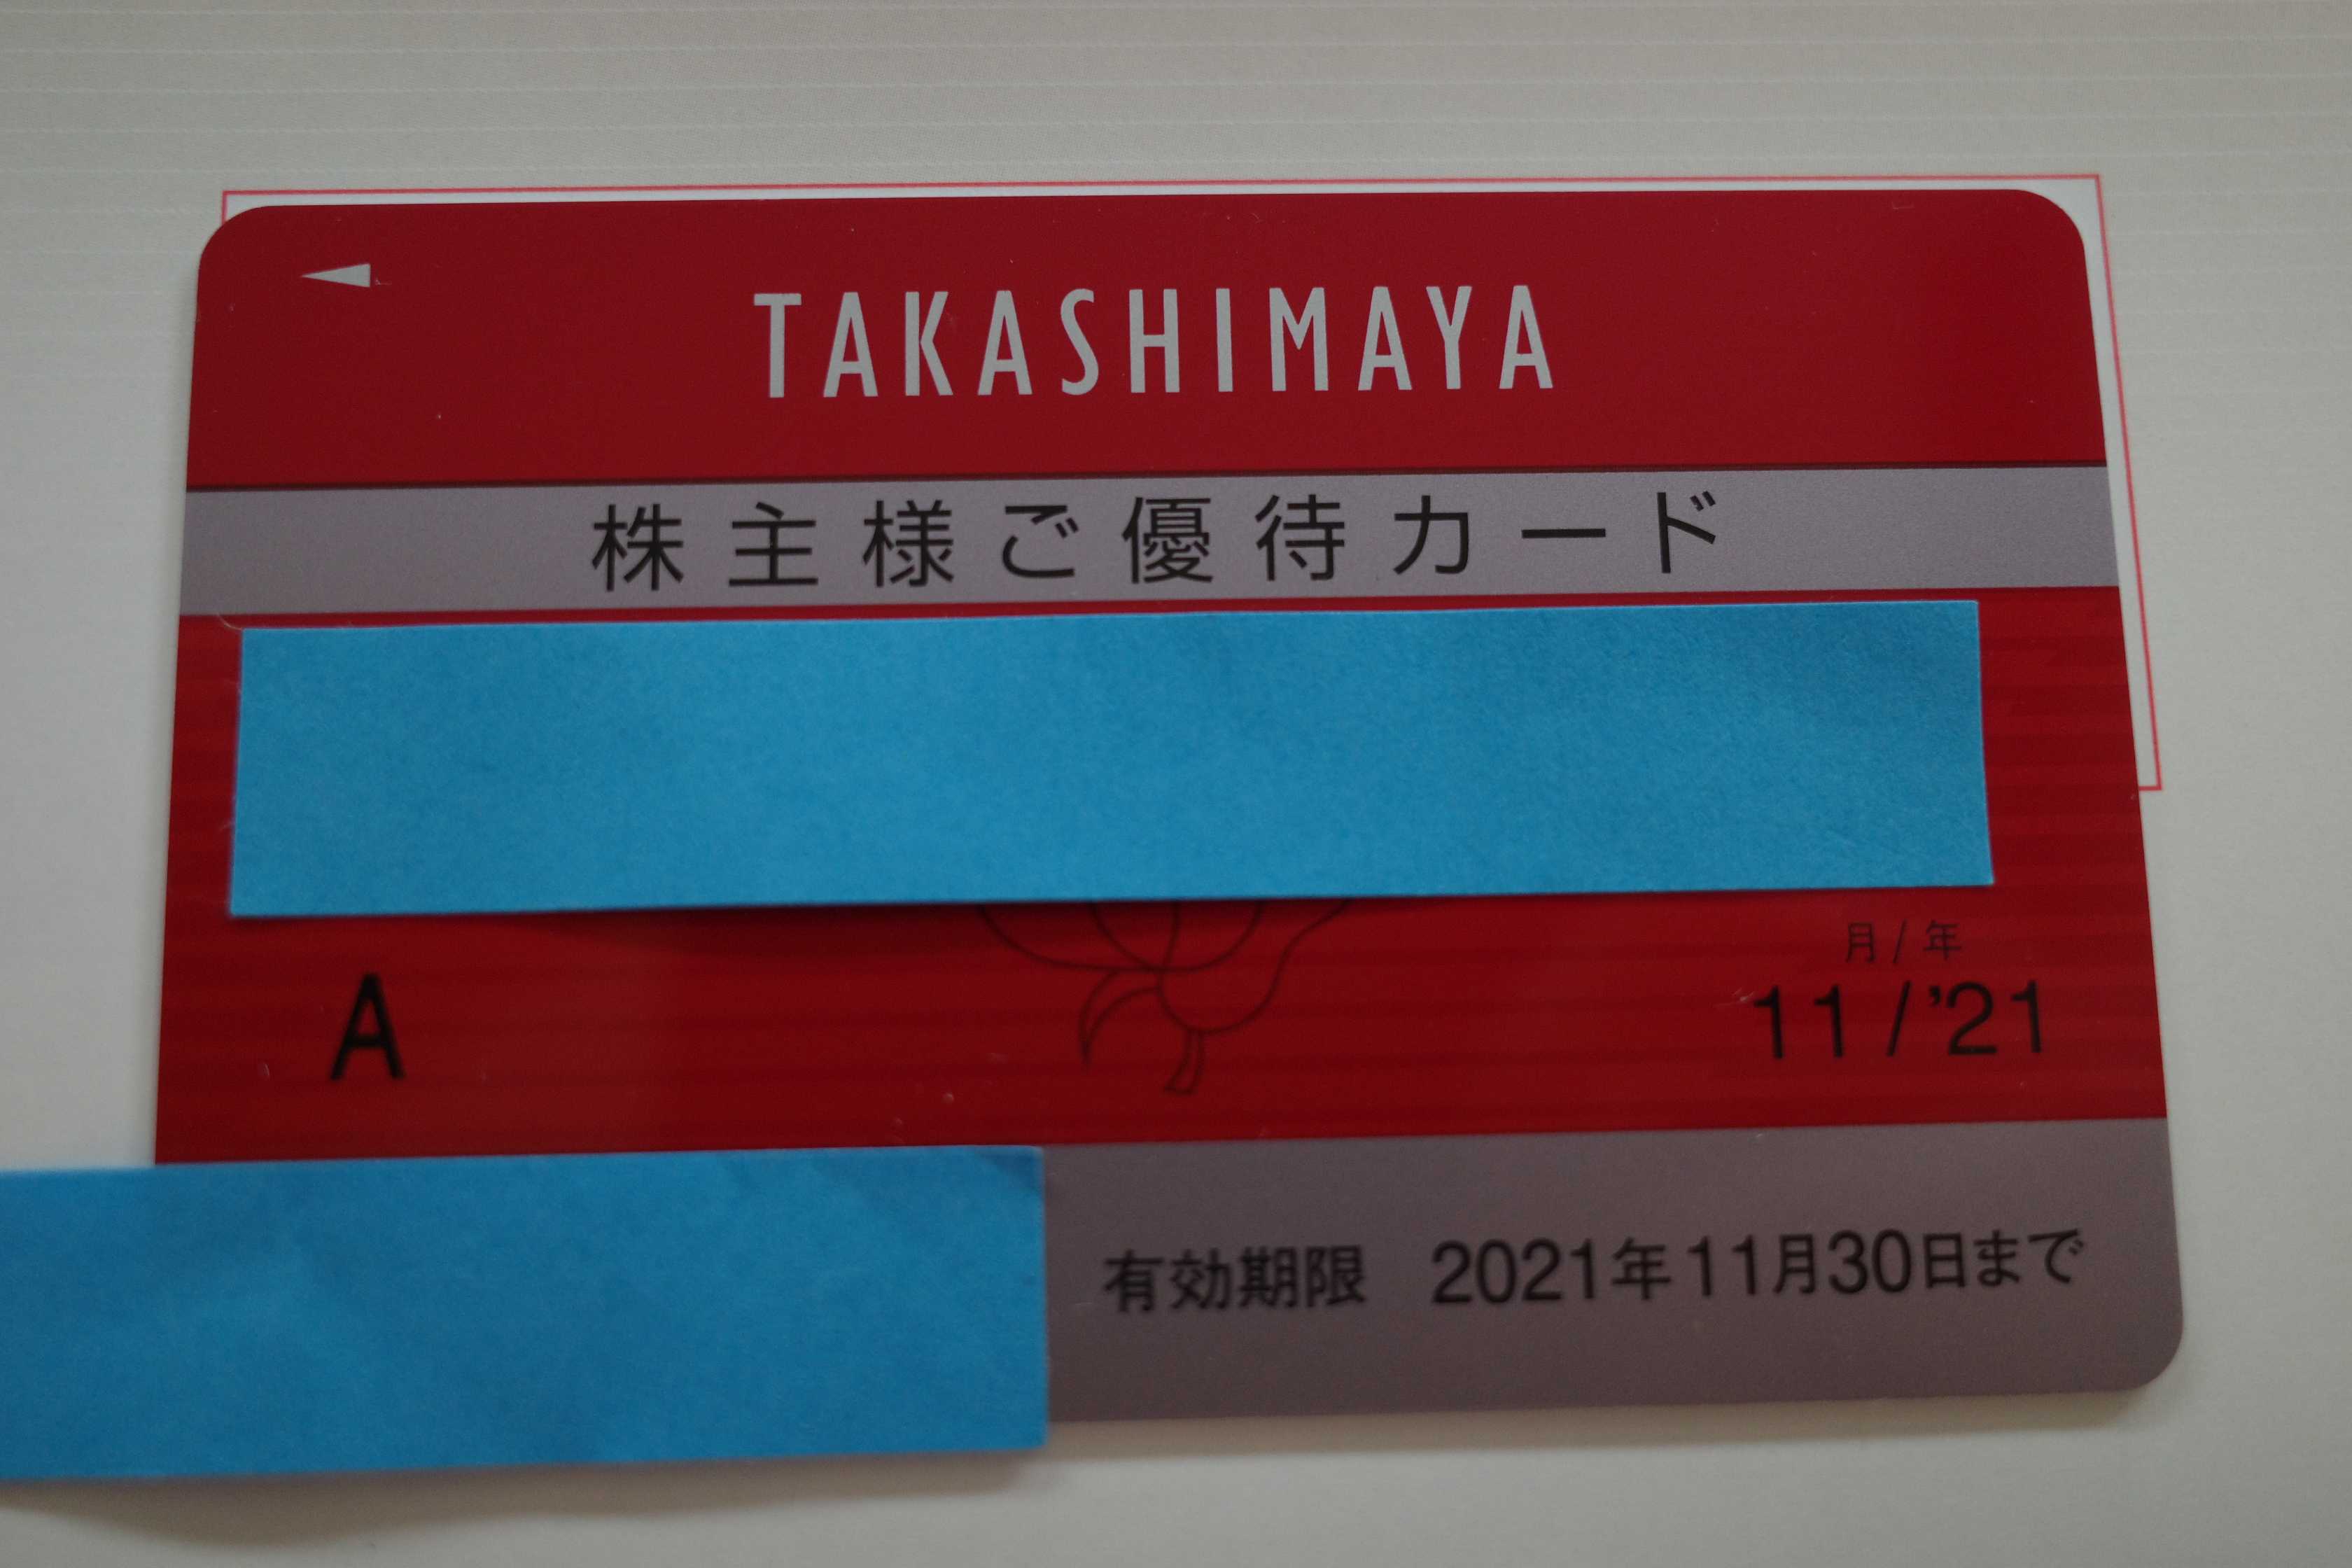 TAKASHIMAYA
株主様ご優待カード
月/年
A 11/'21
有効期限 2021年11月30日まで